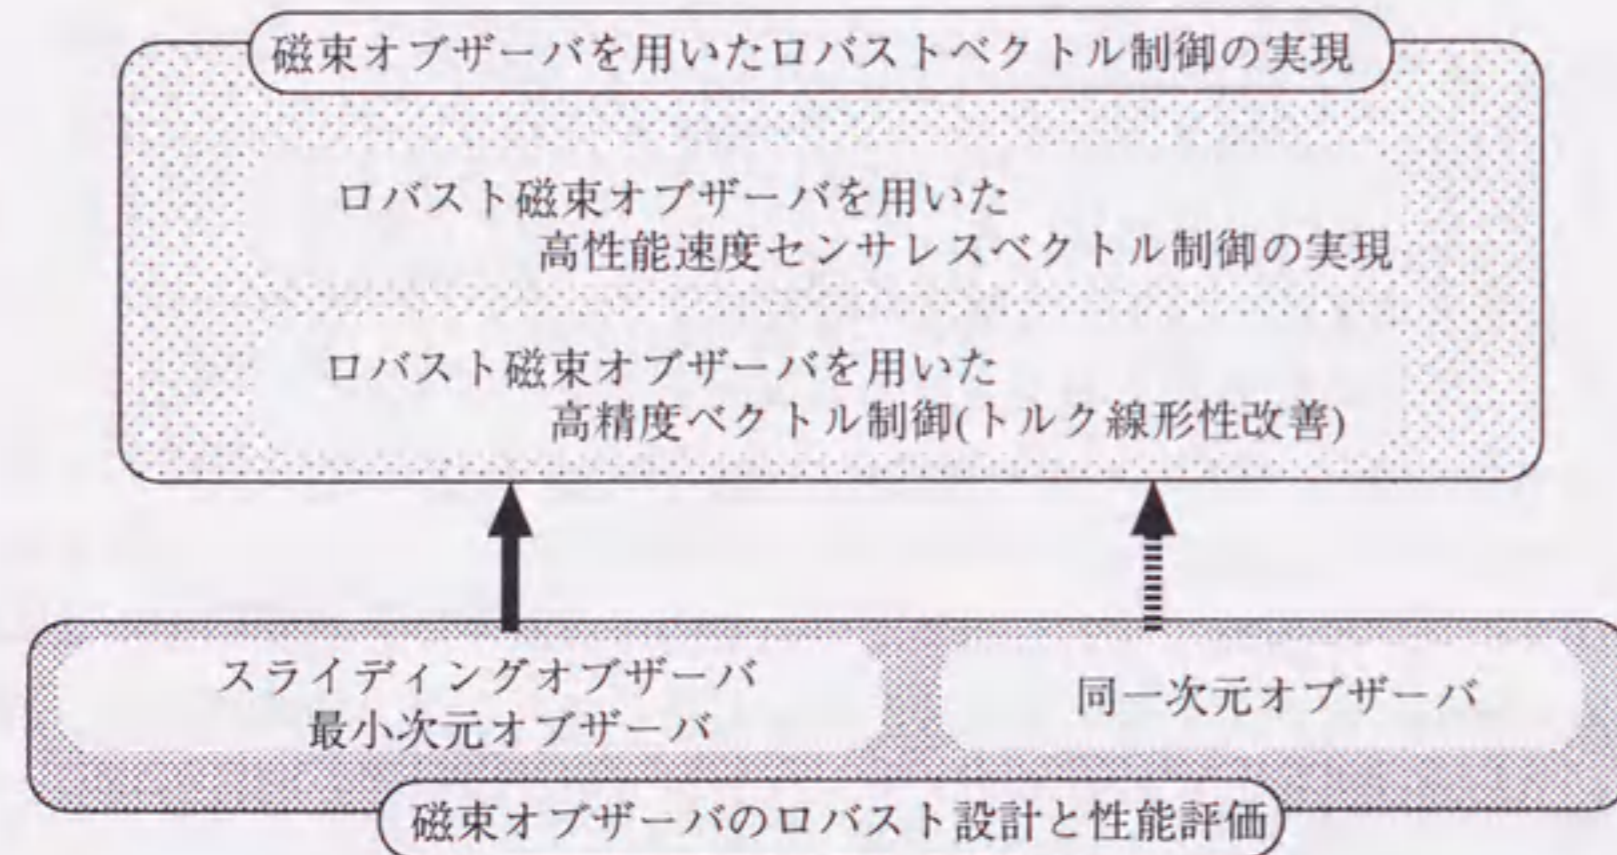 磁束オブザーバを用いたロバストベクトル制御の実現
ロバスト磁束オブザーバを用いた
高性能速度センサレスベクトル制御の実現
ロバスト磁束オブザーバを用いた
高精度ベクトル制御(トルク線形性改善)
スライディングオブザーバ
最小次元オブザーバ
同一次元オブザーバ
磁束オブザーバのロバスト設計と性能評価